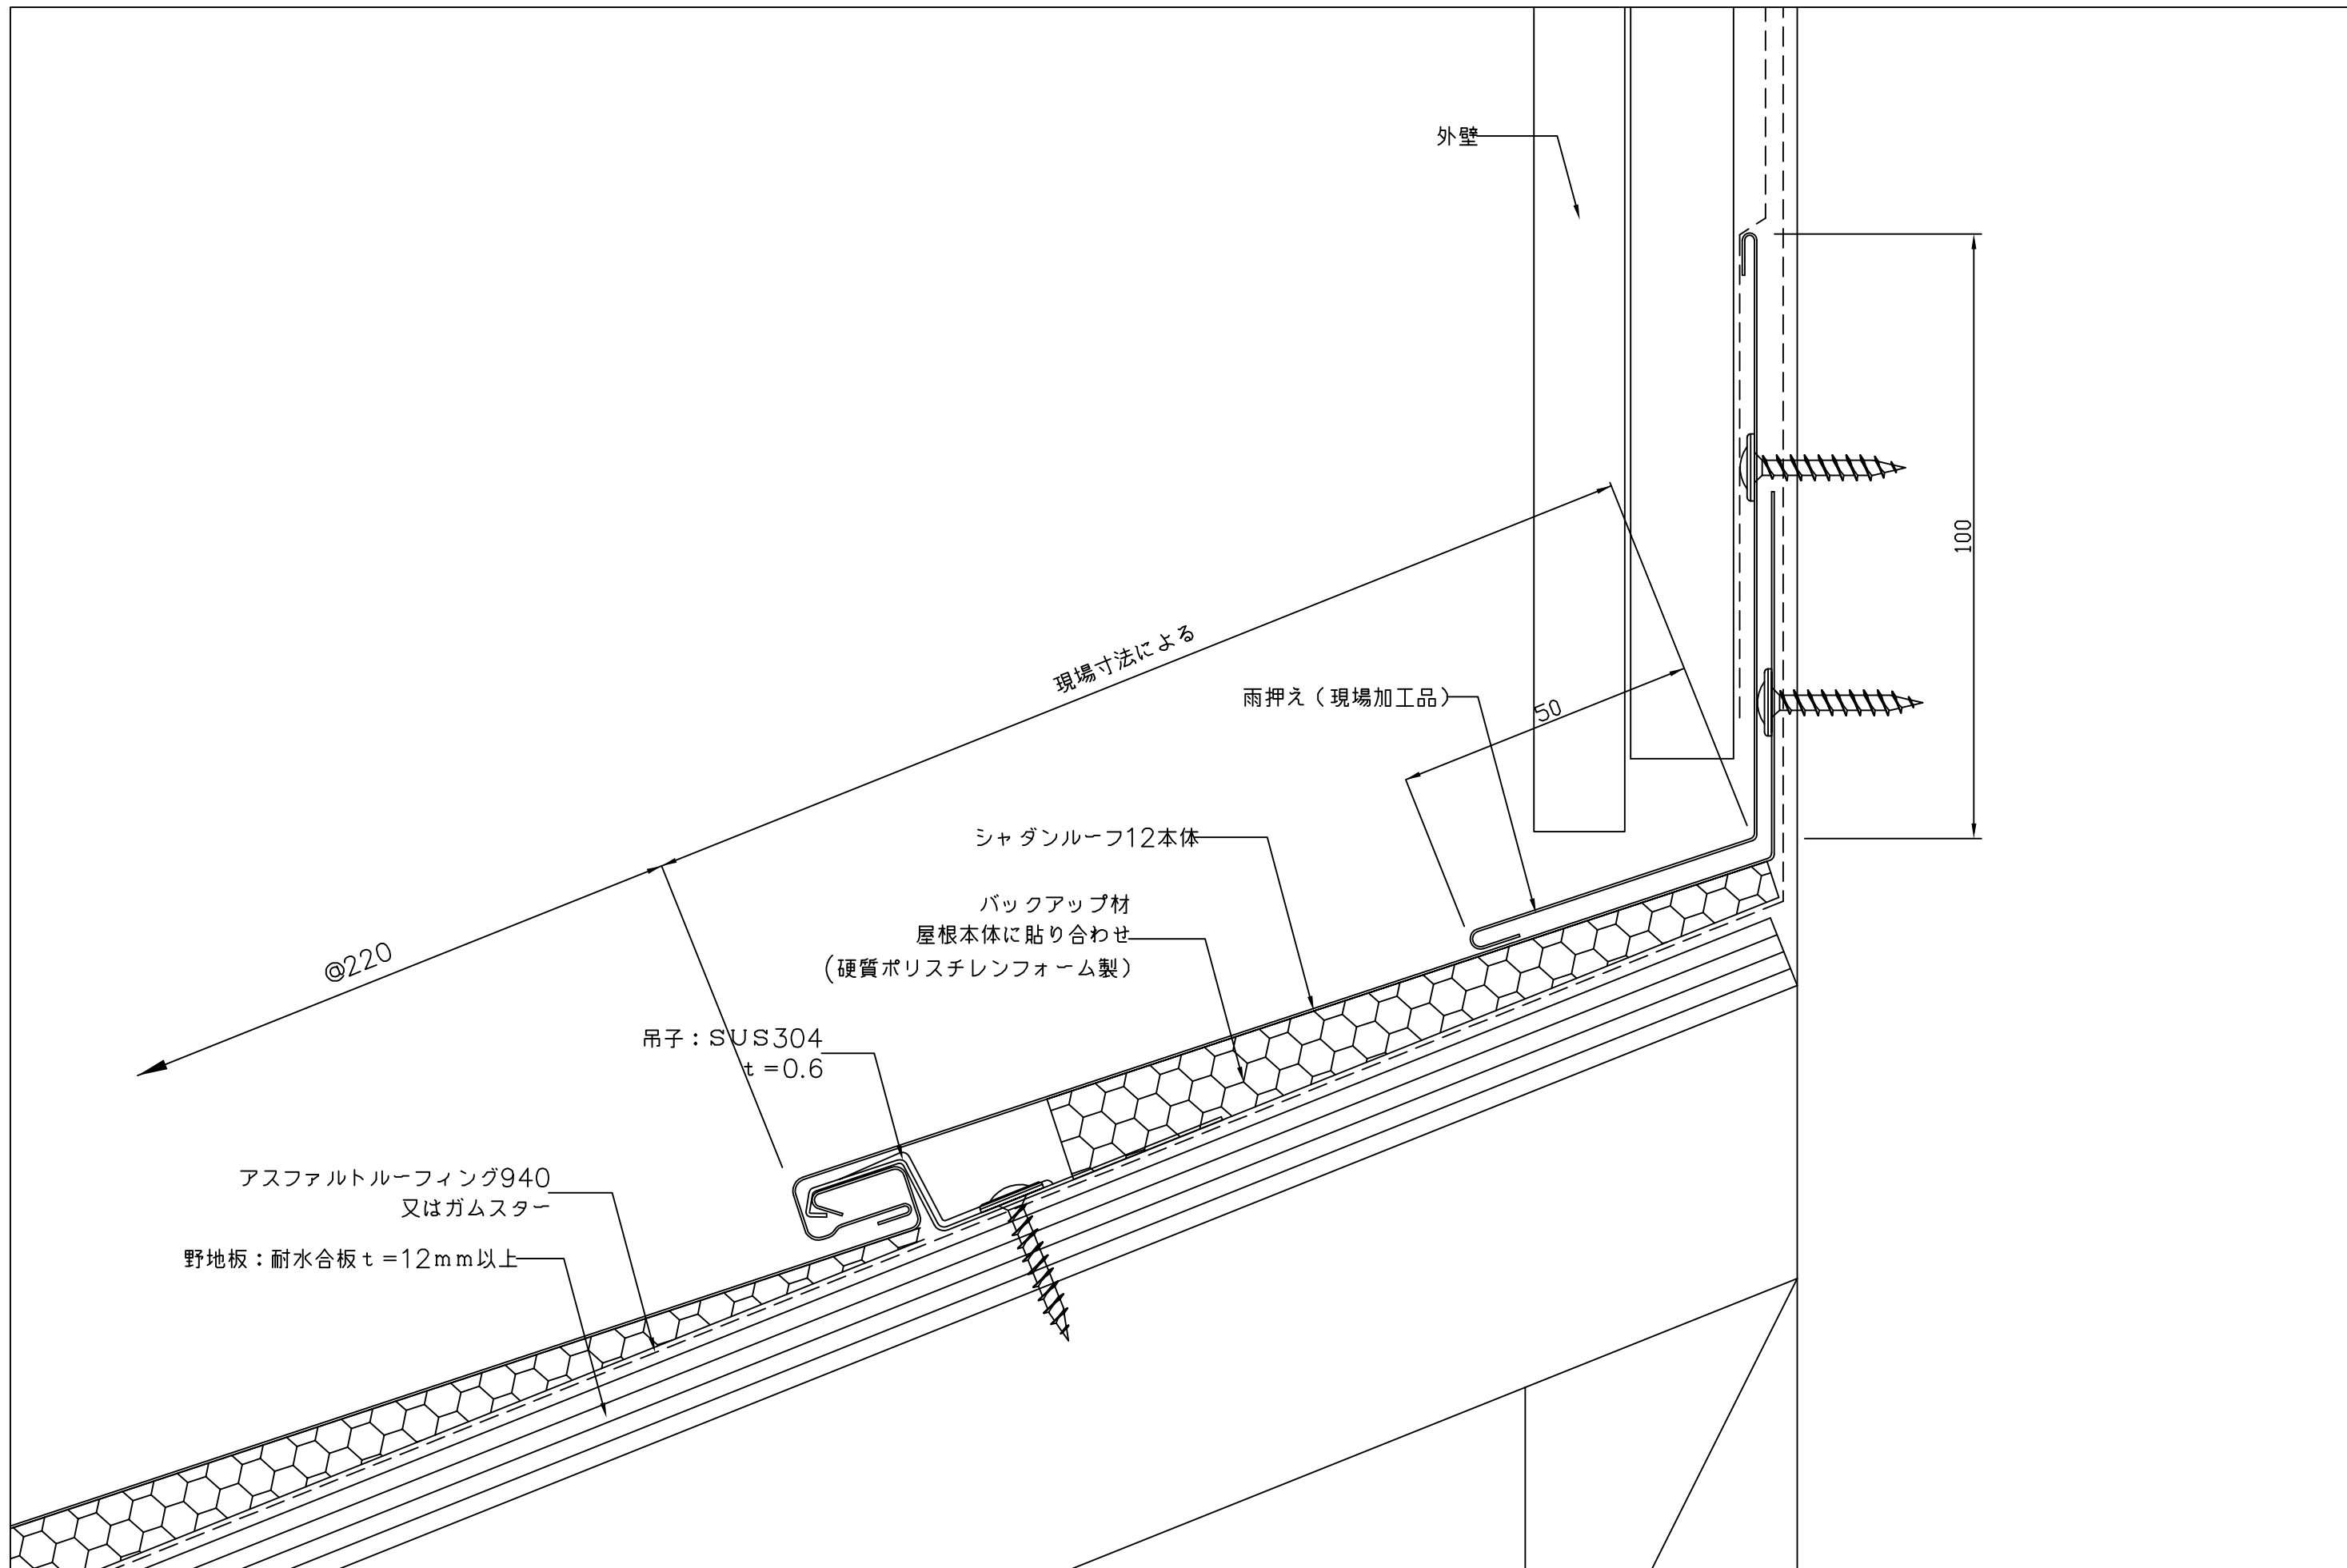 外壁
100
現場寸法による
雨押え（現場加工品）
50
シャダンルーフ12本体
バックアップ材
屋根本体に貼り合わせ
（硬質ポリスチレンフォーム製）
@220
吊子：SUS304
t=0.6
アスファルトルーフィング940
又はガムスター
野地板：耐水合板t=12mm以上